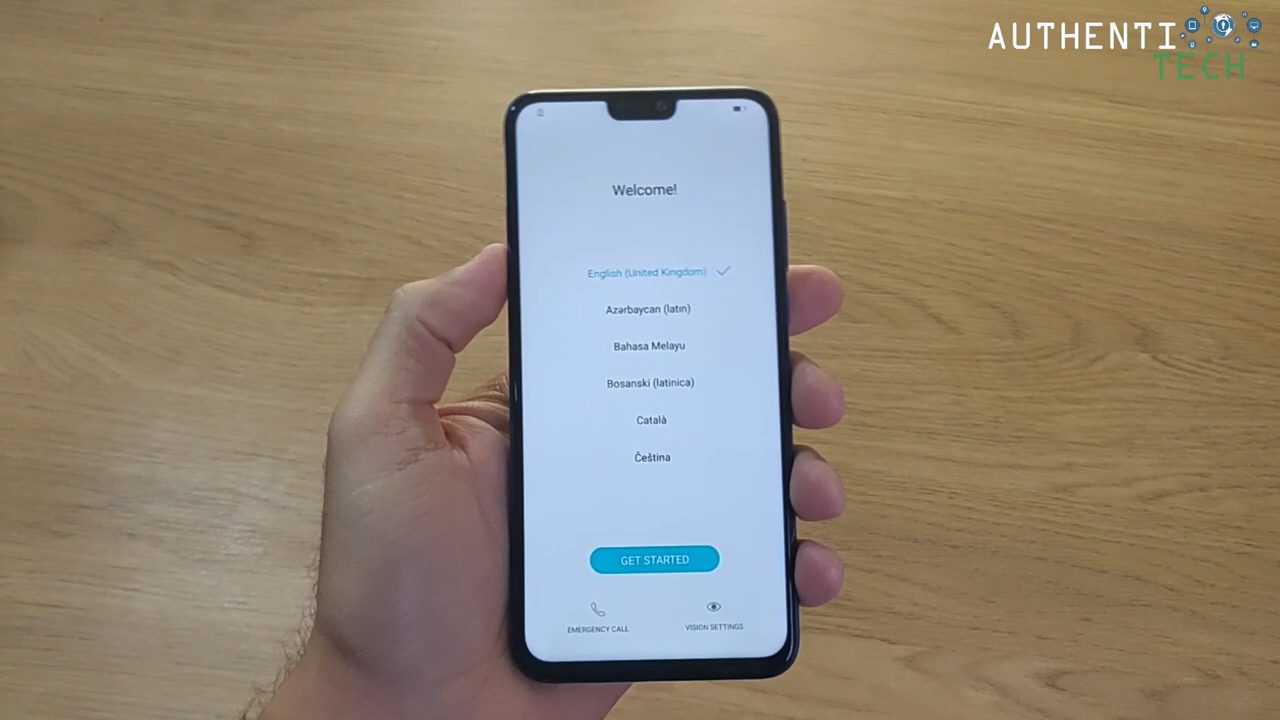 AUTHENTI
TECH
Welcome!
English (United Kingdom)
Azərbaycan (latın)
Bahasa Melayu
Bosanski (latinica)
Català
Čeština
GET STARTED
EMERGENCY CALL
VISION SETTINGS